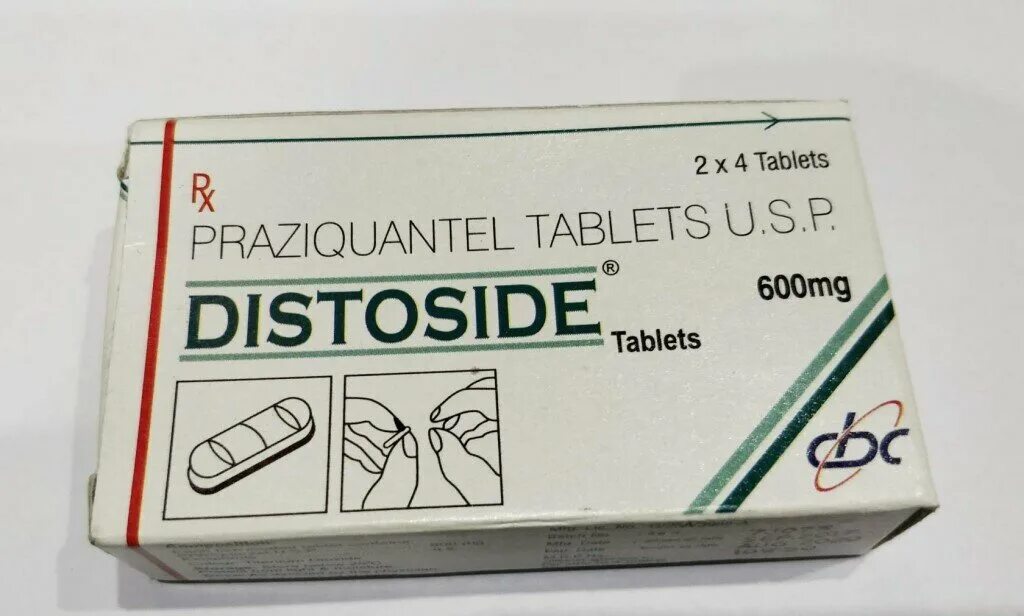 2 x 4 Tablets
Rx
PRAZIQUANTEL TABLETS U.S.P.
DISTOSIDE®
600mg
Tablets
cbc